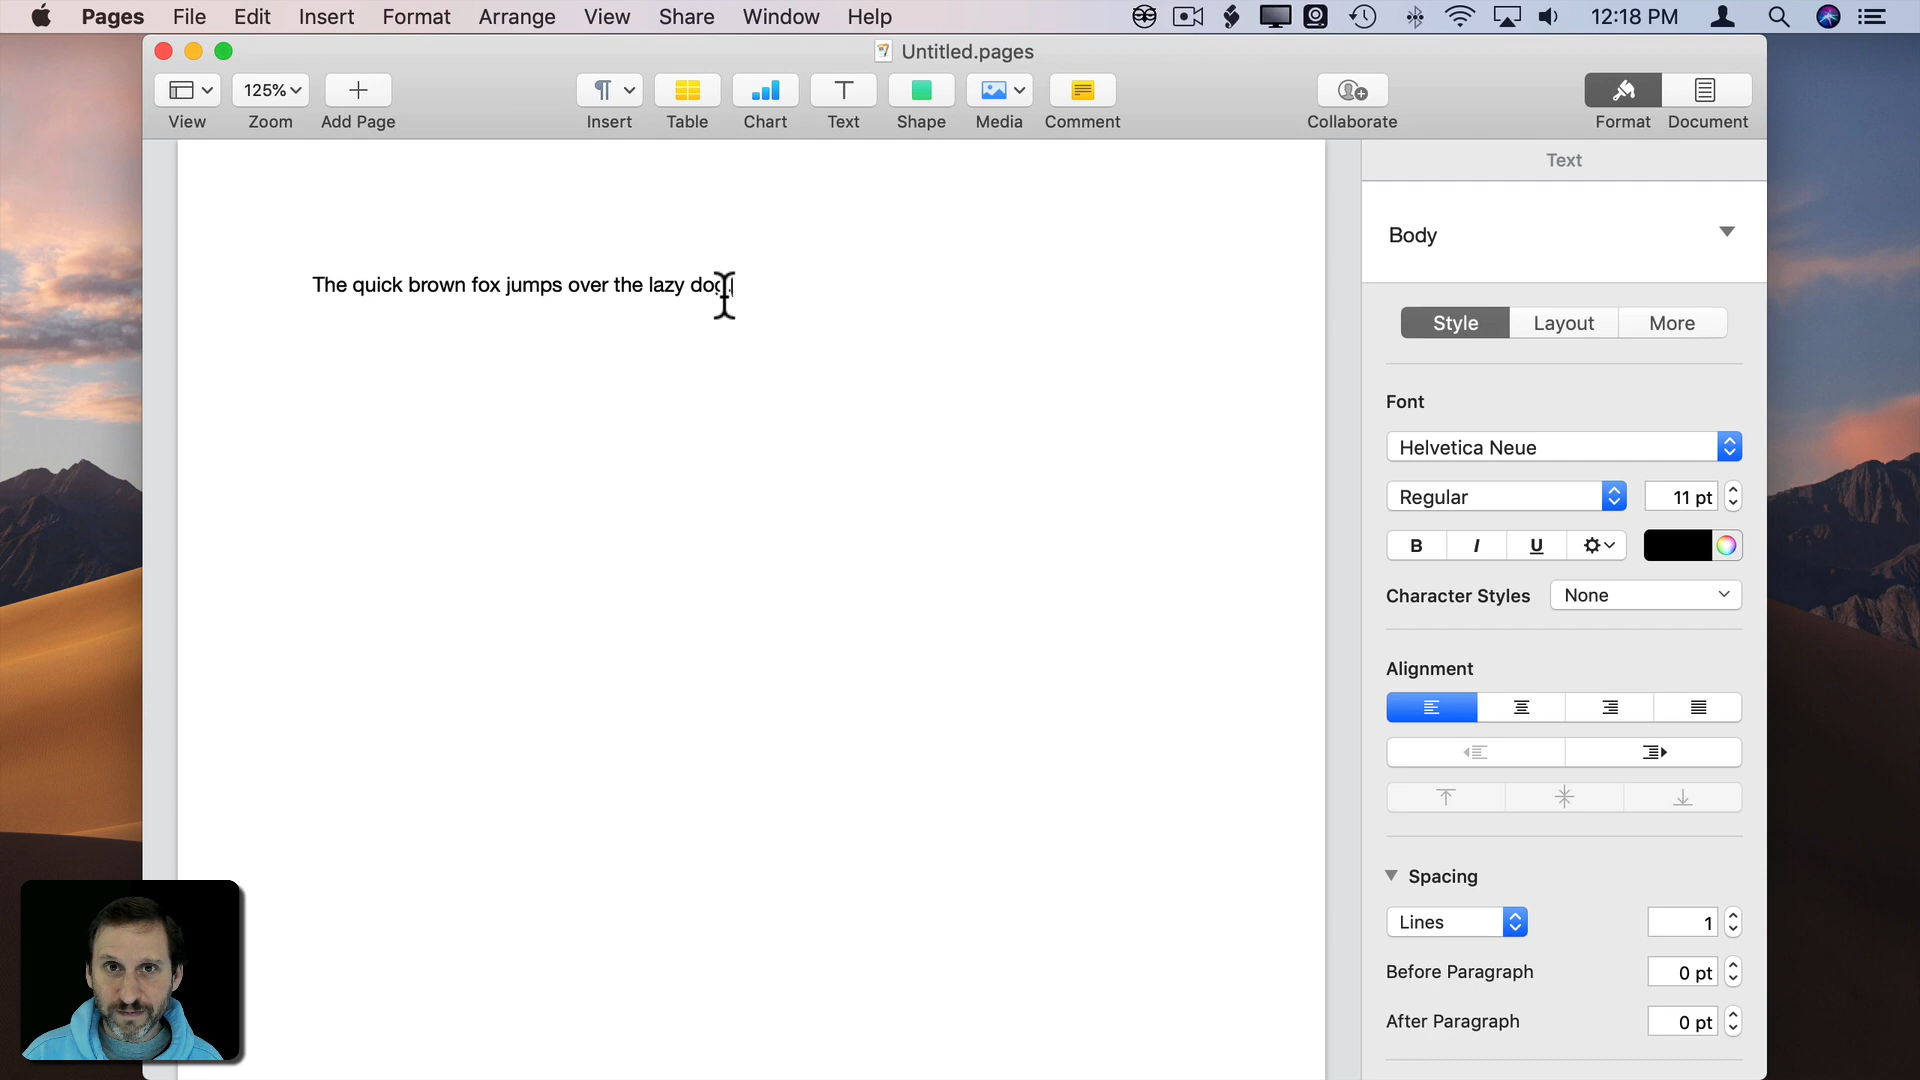 Pages File Edit Insert Format Arrange View Share Window Help 12:18 PM
Untitled.pages
125%
View Zoom Add Page Insert Table Chart Text Shape Media Comment Collaborate Format Document
Text
Body
The quick brown fox jumps over the lazy dog.
Style Layout More
Font
Helvetica Neue
Regular 11 pt
B I U
Character Styles None
Alignment
Spacing
Lines 1
Before Paragraph 0 pt
After Paragraph 0 pt